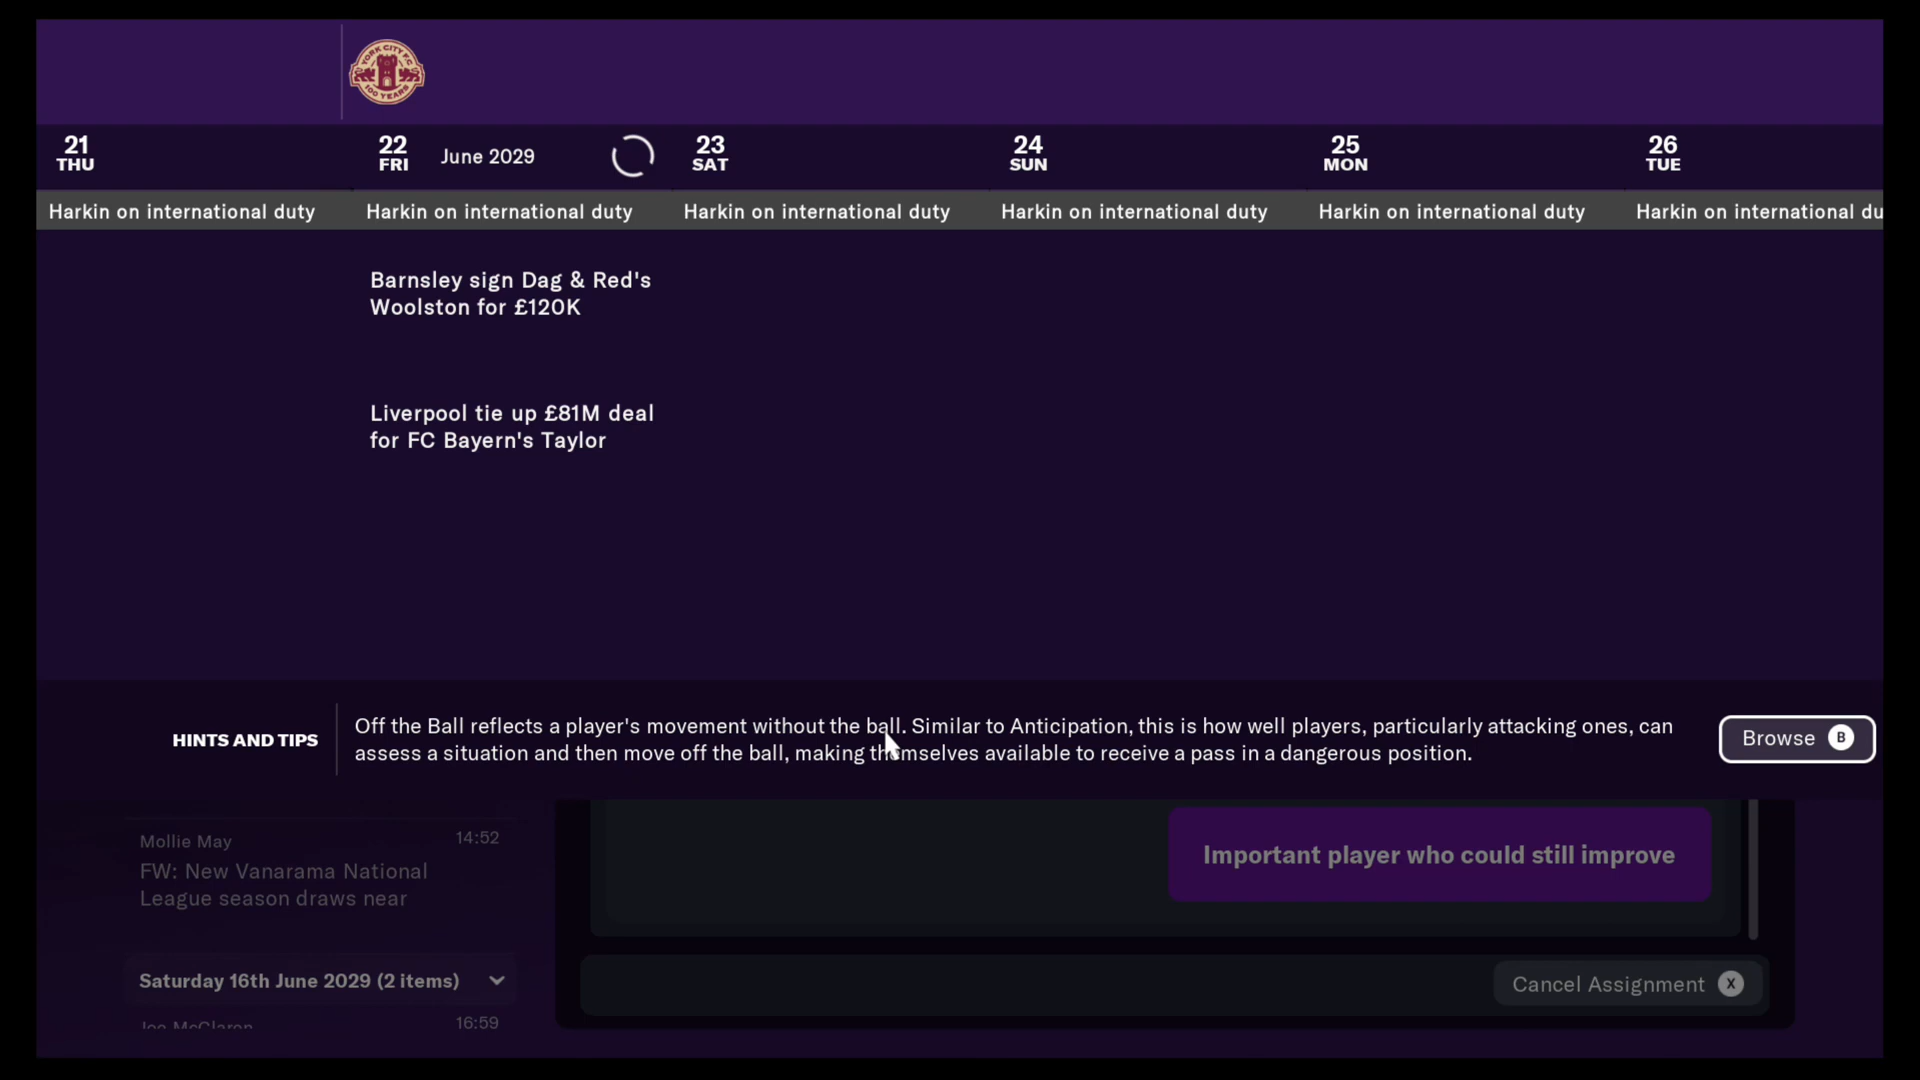 YORK CITY F.C.
100 YEARS
21
THU
22
FRI
June 2029
23
SAT
24
SUN
25
MON
26
TUE
Harkin on international duty
Harkin on international duty
Harkin on international duty
Harkin on international duty
Harkin on international duty
Harkin on international du
Barnsley sign Dag & Red's
Woolston for £120K
Liverpool tie up £81M deal
for FC Bayern's Taylor
HINTS AND TIPS
Off the Ball reflects a player's movement without the ball. Similar to Anticipation, this is how well players, particularly attacking ones, can
assess a situation and then move off the ball, making themselves available to receive a pass in a dangerous position.
Browse B
Mollie May 14:52
FW: New Vanarama National
League season draws near
Important player who could still improve
Saturday 16th June 2029 (2 items)
Joe McClaren 16:59
Cancel Assignment X